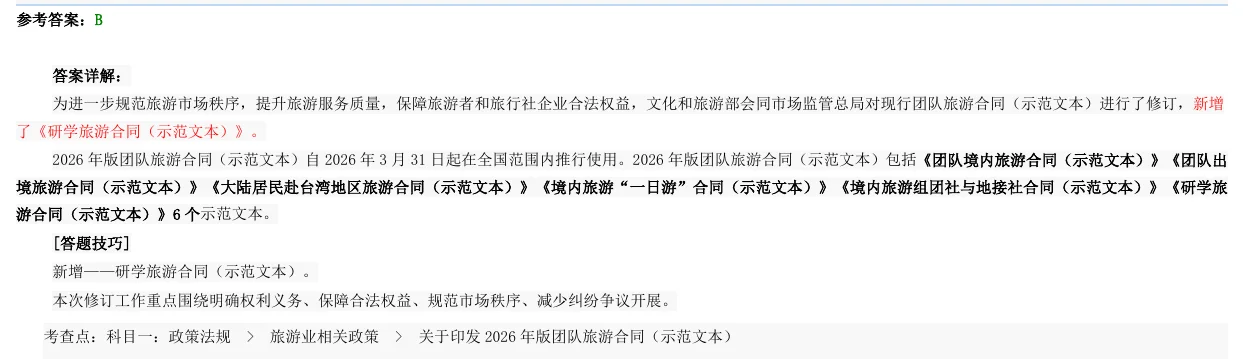 参考答案：B
答案详解：
为进一步规范旅游市场秩序，提升旅游服务质量，保障旅游者和旅行社企业合法权益，文化和旅游部会同市场监管总局对现行团队旅游合同（示范文本）进行了修订，新增
了《研学旅游合同（示范文本）》。
2026 年版团队旅游合同（示范文本）自 2026 年 3 月 31 日起在全国范围内推行使用。2026 年版团队旅游合同（示范文本）包括《团队境内旅游合同（示范文本）》《团队出
境旅游合同（示范文本）》《大陆居民赴台湾地区旅游合同（示范文本）》《境内旅游“一日游”合同（示范文本）》《境内旅游组团社与地接社合同（示范文本）》《研学旅
游合同（示范文本）》6 个示范文本。
[答题技巧]
新增——研学旅游合同（示范文本）。
本次修订工作重点围绕明确权利义务、保障合法权益、规范市场秩序、减少纠纷争议开展。
考查点：科目一：政策法规 > 旅游业相关政策 > 关于印发 2026 年版团队旅游合同（示范文本）